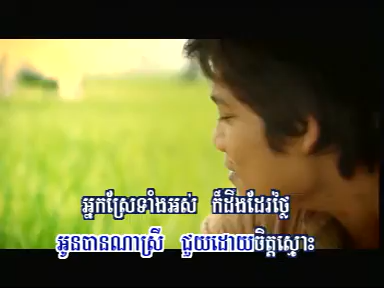 អ្នកស្រែទាំងអស់ ក៏ដឹងដែរថ្លៃ
អូនបានណាស្រី ជួយដោយចិត្តស្មោះ